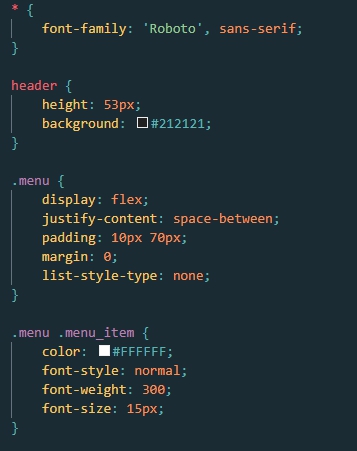 * {
    font-family: 'Roboto', sans-serif;
}
header {
    height: 53px;
    background: #212121;
}
.menu {
    display: flex;
    justify-content: space-between;
    padding: 10px 70px;
    margin: 0;
    list-style-type: none;
}
.menu .menu_item {
    color: #FFFFFF;
    font-style: normal;
    font-weight: 300;
    font-size: 15px;
}